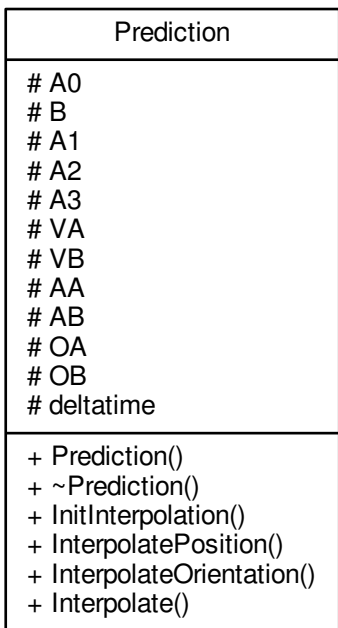 Prediction
# A0
# B
# A1
# A2
# A3
# VA
# VB
# AA
# AB
# OA
# OB
# deltatime
+ Prediction()
+ ~Prediction()
+ InitInterpolation()
+ InterpolatePosition()
+ InterpolateOrientation()
+ Interpolate()